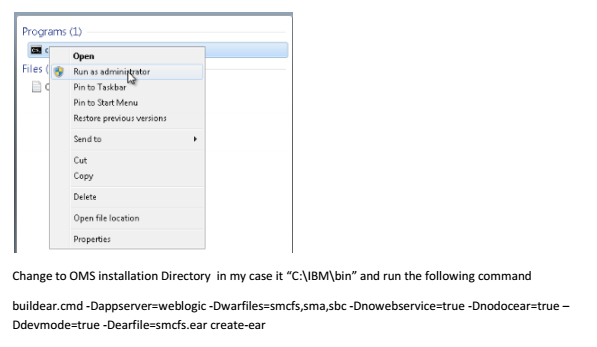 Programs (1)
c
Open
Files (
Run as administrator
C
Pin to Taskbar
Pin to Start Menu
Restore previous versions
Send to
Cut
Copy
Delete
Open file location
Properties
Change to OMS installation Directory  in my case it “C:\IBM\bin” and run the following command
buildear.cmd -Dappserver=weblogic -Dwarfiles=smcfs,sma,sbc -Dnowebservice=true -Dnodocear=true –
Ddevmode=true -Dearfile=smcfs.ear create-ear